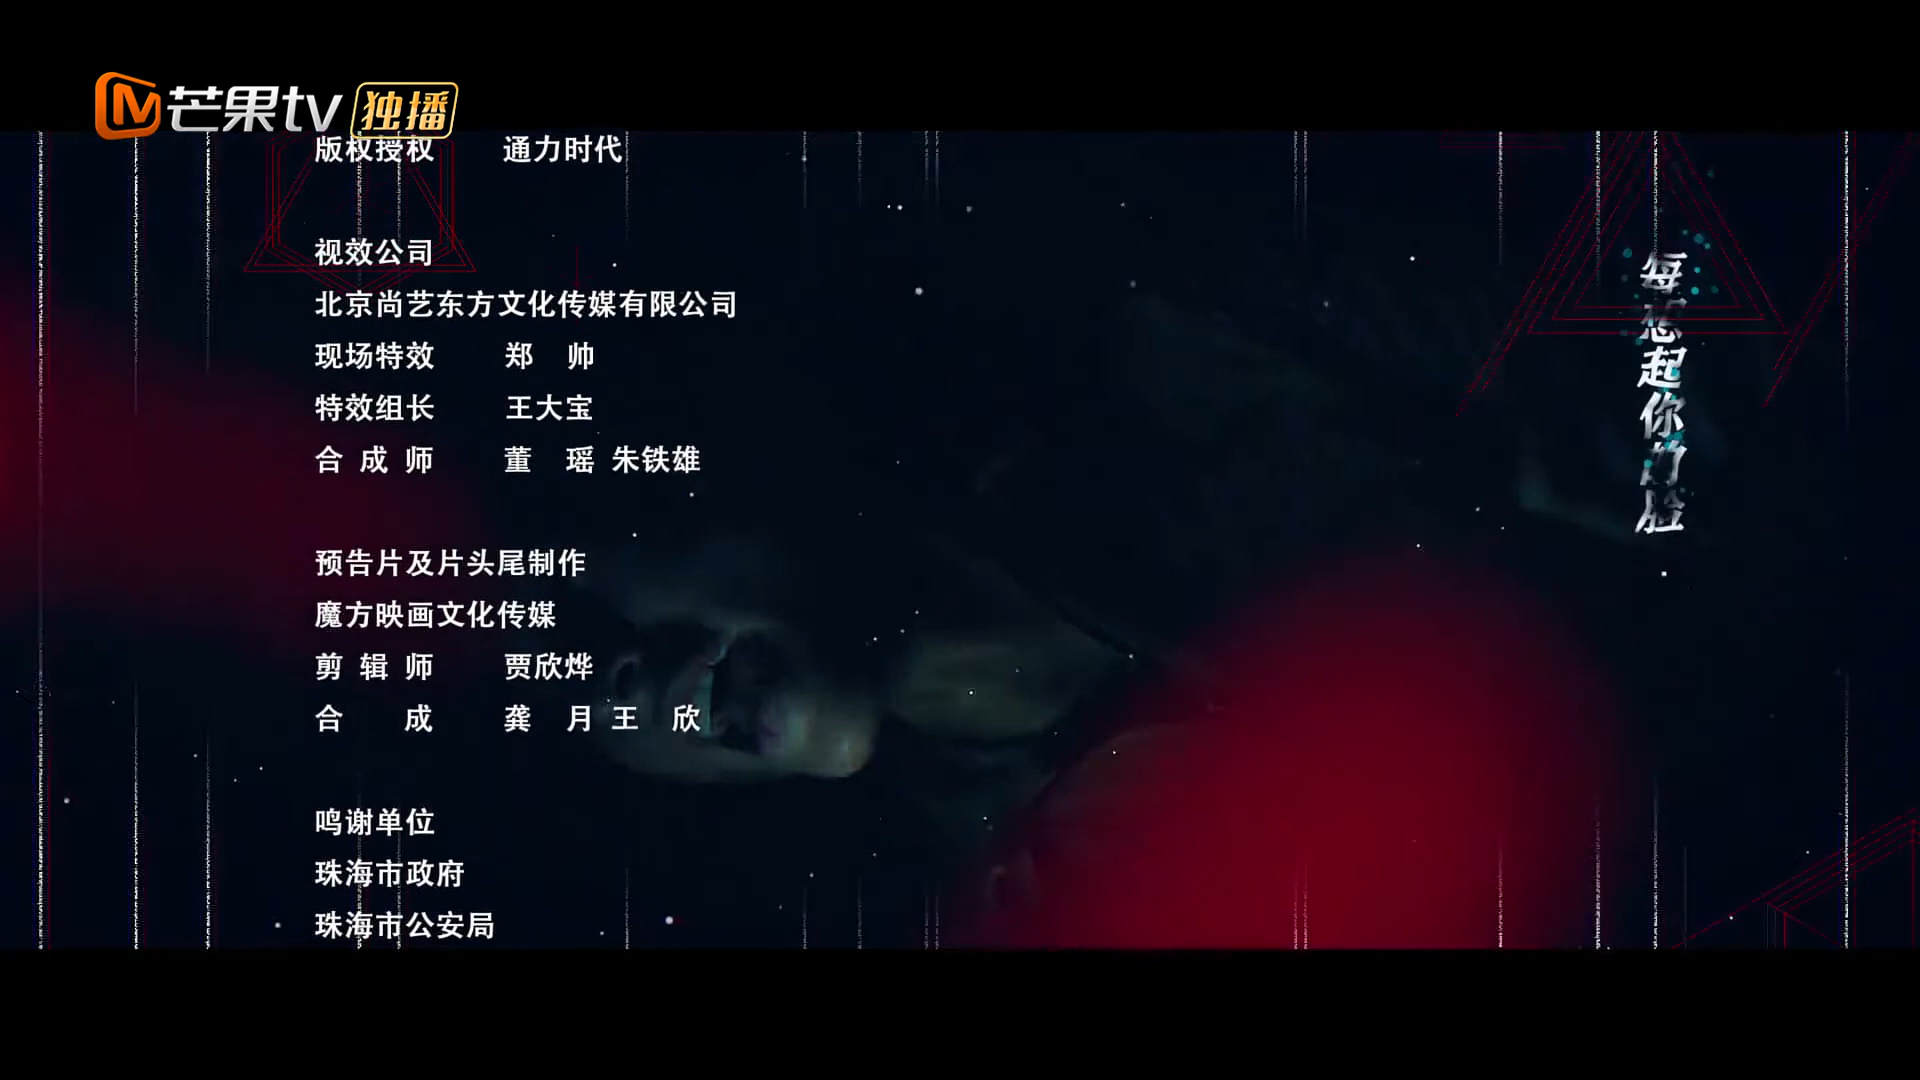 芒果tv 独播
版权授权 通力时代
视效公司
北京尚艺东方文化传媒有限公司
现场特效 郑 帅
特效组长 王大宝
合成师 董 瑶 朱铁雄
预告片及片头尾制作
魔方映画文化传媒
剪辑师 贾欣烨
合成 龚 月 王 欣
鸣谢单位
珠海市政府
珠海市公安局
每想起你的脸